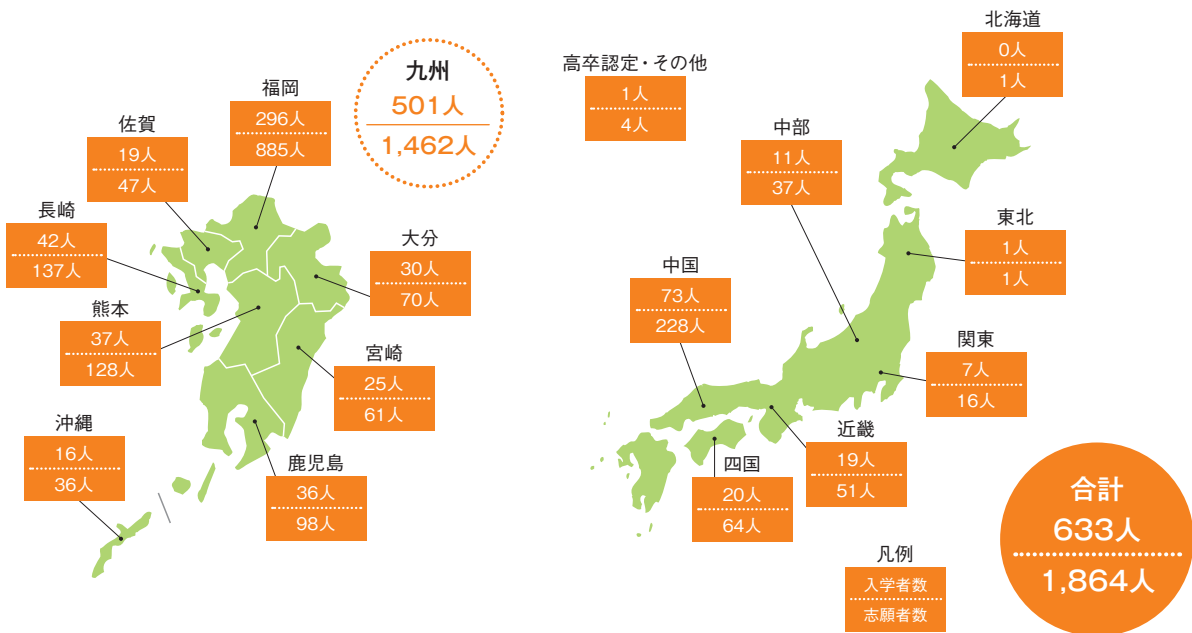 九州
501人
1,462人
福岡
296人
885人
佐賀
19人
47人
長崎
42人
137人
大分
30人
70人
熊本
37人
128人
宮崎
25人
61人
沖縄
16人
36人
鹿児島
36人
98人
北海道
0人
1人
高卒認定・その他
1人
4人
中部
11人
37人
東北
1人
1人
中国
73人
228人
関東
7人
16人
近畿
19人
51人
四国
20人
64人
合計
633人
1,864人
凡例
入学者数
志願者数